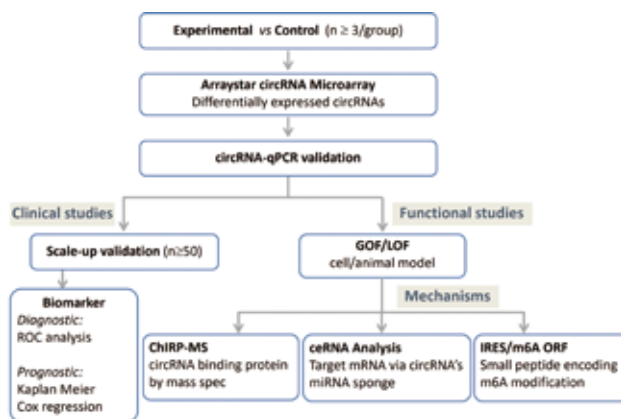 Experimental vs Control (n ≥ 3/group)
Arraystar circRNA Microarray
Differentially expressed circRNAs
circRNA-qPCR validation
Clinical studies
Functional studies
Scale-up validation (n≥50)
GOF/LOF
cell/animal model
Biomarker
Diagnostic:
ROC analysis
Prognostic:
Kaplan Meier
Cox regression
Mechanisms
ChIRP-MS
circRNA binding protein
by mass spec
ceRNA Analysis
Target mRNA via circRNA's
miRNA sponge
IRES/m6A ORF
Small peptide encoding
m6A modification